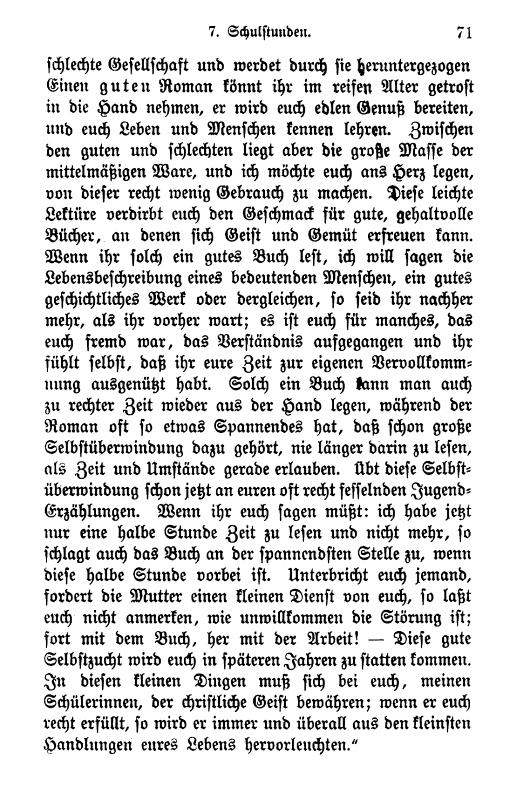 7. Schulstunden. 71
schlechte Gesellschaft und werdet durch sie heruntergezogen
Einen guten Roman könnt ihr im reifen Alter getrost
in die Hand nehmen, er wird euch edlen Genuß bereiten,
und euch Leben und Menschen kennen lehren. Zwischen
den guten und schlechten liegt aber die große Masse der
mittelmäßigen Ware, und ich möchte euch ans Herz legen,
von dieser recht wenig Gebrauch zu machen. Diese leichte
Lektüre verdirbt euch den Geschmack für gute, gehaltvolle
Bücher, an denen sich Geist und Gemüt erfreuen kann.
Wenn ihr solch ein gutes Buch lest, ich will sagen die
Lebensbeschreibung eines bedeutenden Menschen, ein gutes
geschichtliches Werk oder dergleichen, so seid ihr nachher
mehr, als ihr vorher wart; es ist euch für manches, das
euch fremd war, das Verständnis aufgegangen und ihr
fühlt selbst, daß ihr eure Zeit zur eigenen Vervollkomm-
nung ausgenützt habt. Solch ein Buch kann man auch
zu rechter Zeit wieder aus der Hand legen, während der
Roman oft so etwas Spannendes hat, daß schon große
Selbstüberwindung dazu gehört, nie länger darin zu lesen,
als Zeit und Umstände gerade erlauben. Übt diese Selbst-
überwindung schon jetzt an euren oft recht fesselnden Jugend-
Erzählungen. Wenn ihr euch sagen müßt: ich habe jetzt
nur eine halbe Stunde Zeit zu lesen und nicht mehr, so
schlagt auch das Buch an der spannendsten Stelle zu, wenn
diese halbe Stunde vorbei ist. Unterbricht euch jemand,
fordert die Mutter einen kleinen Dienst von euch, so laßt
euch nicht anmerken, wie unwillkommen die Störung ist;
fort mit dem Buch, her mit der Arbeit! — Diese gute
Selbstzucht wird euch in späteren Jahren zu statten kommen.
In diesen kleinen Dingen muß sich bei euch, meinen
Schülerinnen, der christliche Geist bewähren; wenn er euch
recht erfüllt, so wird er immer und überall aus den kleinsten
Handlungen eures Lebens hervorleuchten.“